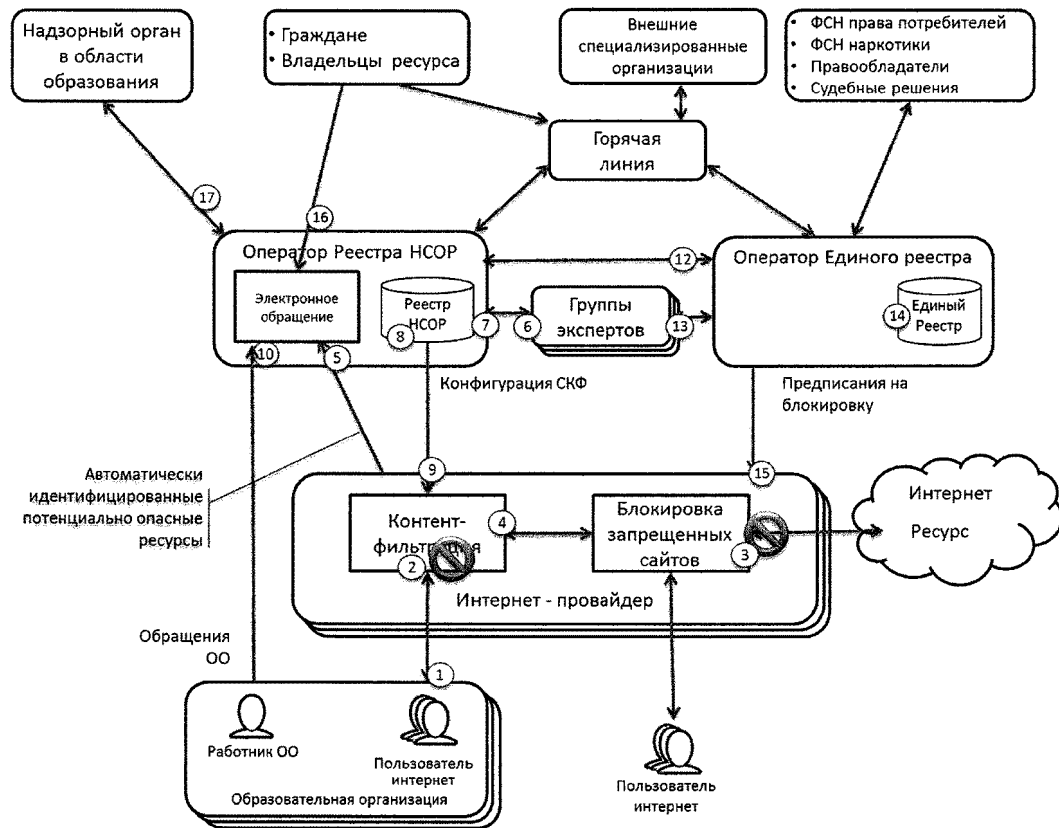 Надзорный орган
в области
образования
• Граждане
• Владельцы ресурса
Внешние
специализированные
организации
• ФСН права потребителей
• ФСН наркотики
• Правообладатели
• Судебные решения
Горячая
линия
17
16
Оператор Реестра НСОР
Электронное
обращение
Реестр
НСОР
8
10
5
7
6
Группы
экспертов
13
12
Оператор Единого реестра
14
Единый
Реестр
Конфигурация СКФ
Предписания на
блокировку
Автоматически
идентифицированные
потенциально опасные
ресурсы
9
15
Контент-
фильтрация
2
4
Блокировка
запрещенных
сайтов
3
Интернет - провайдер
Интернет
Ресурс
Обращения
ОО
1
Работник ОО
Пользователь
интернет
Образовательная организация
Пользователь
интернет